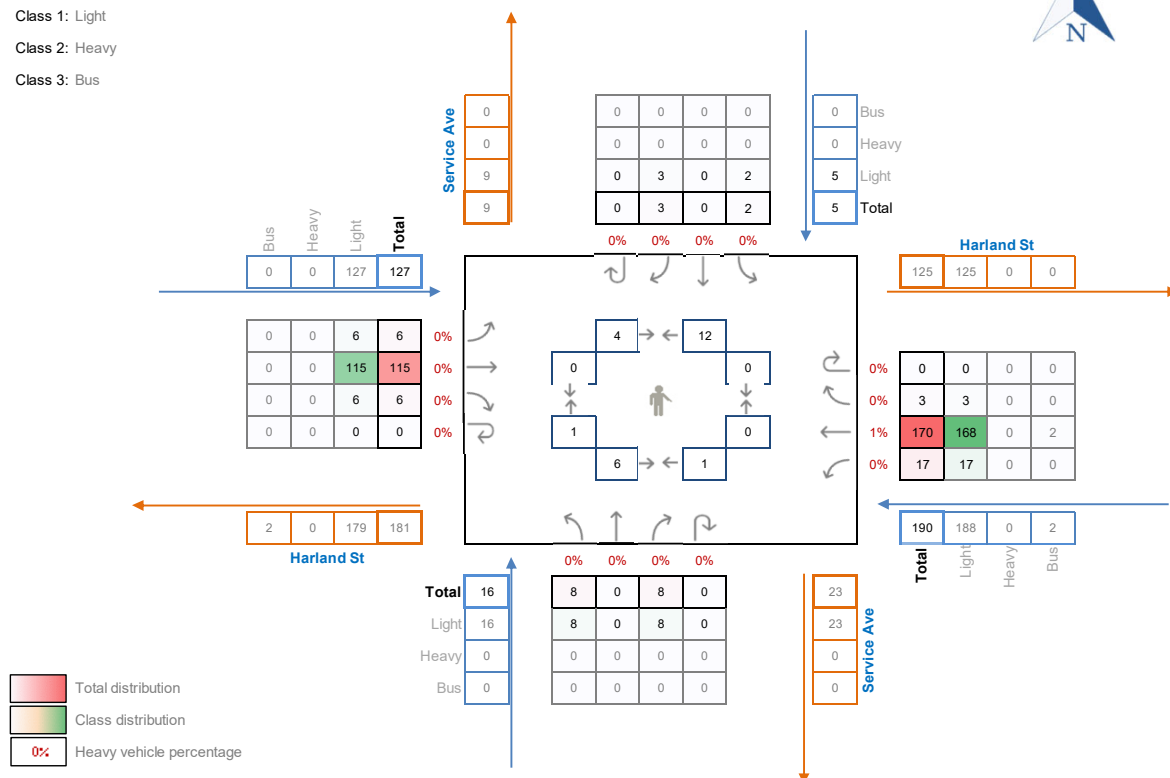 Class 1: Light
Class 2: Heavy
Class 3: Bus
N
Service Ave
0
0
9
9
0 0 0 0
0 0 0 0
0 3 0 2
0 3 0 2
0% 0% 0% 0%
0 Bus
0 Heavy
5 Light
5 Total
Bus Heavy Light Total
0 0 127 127
Harland St
125 125 0 0
0 0 6 6 0%
0 0 115 115 0%
0 0 6 6 0%
0 0 0 0 0%
4 12
0 0
1 0
6 1
0% 0 0 0 0
0% 3 3 0 0
1% 170 168 0 2
0% 17 17 0 0
2 0 179 181
Harland St
190 188 0 2
Total Light Heavy Bus
0% 0% 0% 0%
Total 16
Light 16
Heavy 0
Bus 0
8 0 8 0
8 0 8 0
0 0 0 0
0 0 0 0
23
23
0
0
Service Ave
Total distribution
Class distribution
0% Heavy vehicle percentage